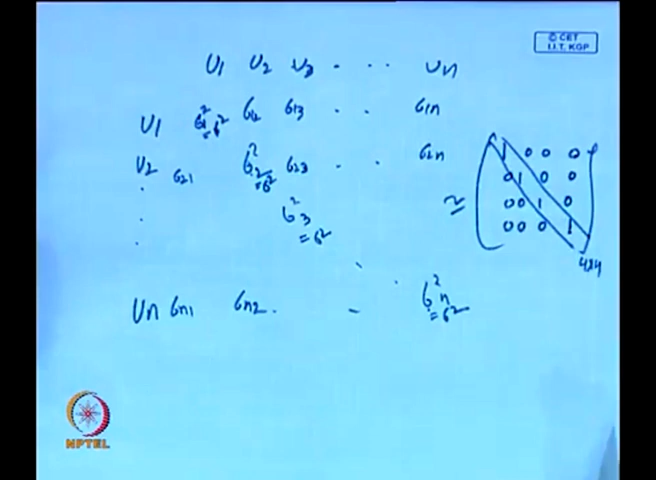 © CET
I.I.T. KGP
U1 U2 U3 - · · Un
U1 σ1² = σ² σ12 σ13 · · σ1n
U2 σ21 σ2² = σ² σ23 · · σ2n
σ3² = σ²
≃ 1 0 0 0
0 1 0 0
0 0 1 0
0 0 0 1
4x4
Un σn1 σn2 · - σn² = σ²
NPTEL